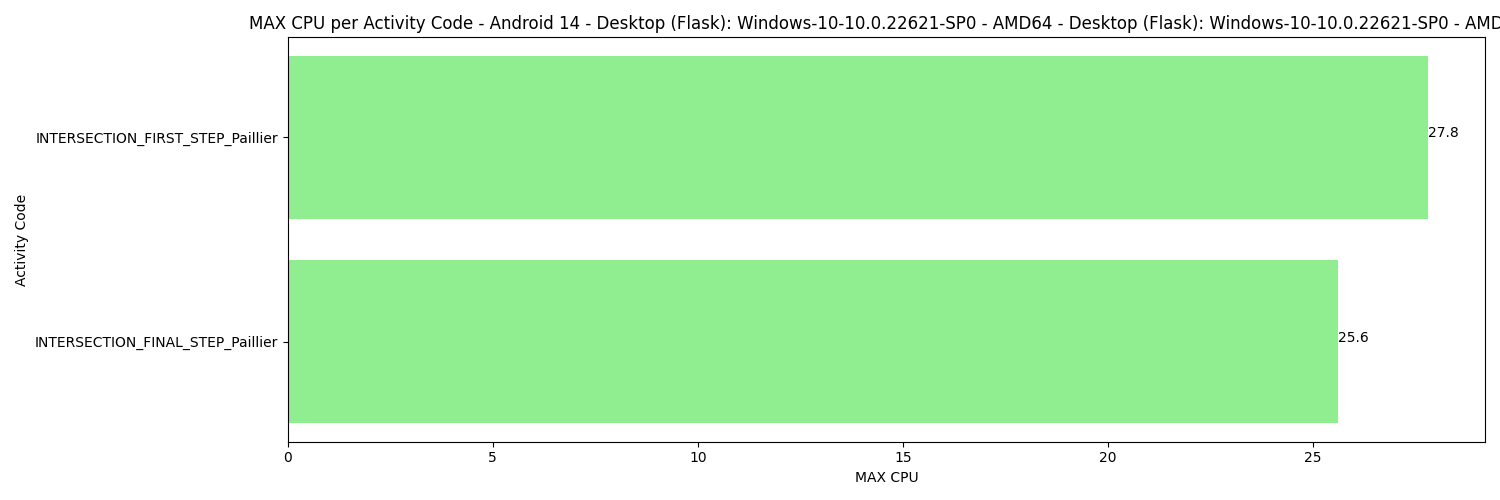 MAX CPU per Activity Code - Android 14 - Desktop (Flask): Windows-10-10.0.22621-SP0 - AMD64 - Desktop (Flask): Windows-10-10.0.22621-SP0 - AMD
INTERSECTION_FIRST_STEP_Paillier
27.8
Activity Code
INTERSECTION_FINAL_STEP_Paillier
25.6
0 5 10 15 20 25
MAX CPU